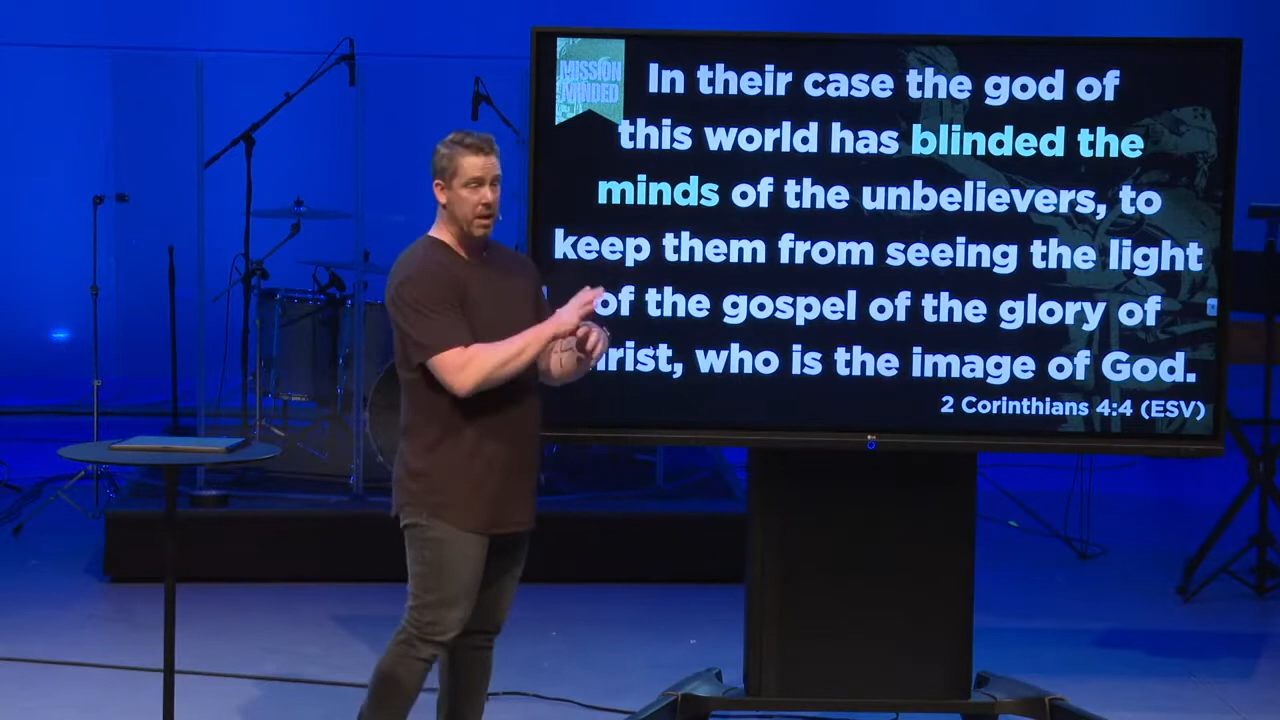 MISSION
MINDED
In their case the god of
this world has blinded the
minds of the unbelievers, to
keep them from seeing the light
of the gospel of the glory of
rist, who is the image of God.
2 Corinthians 4:4 (ESV)
LG